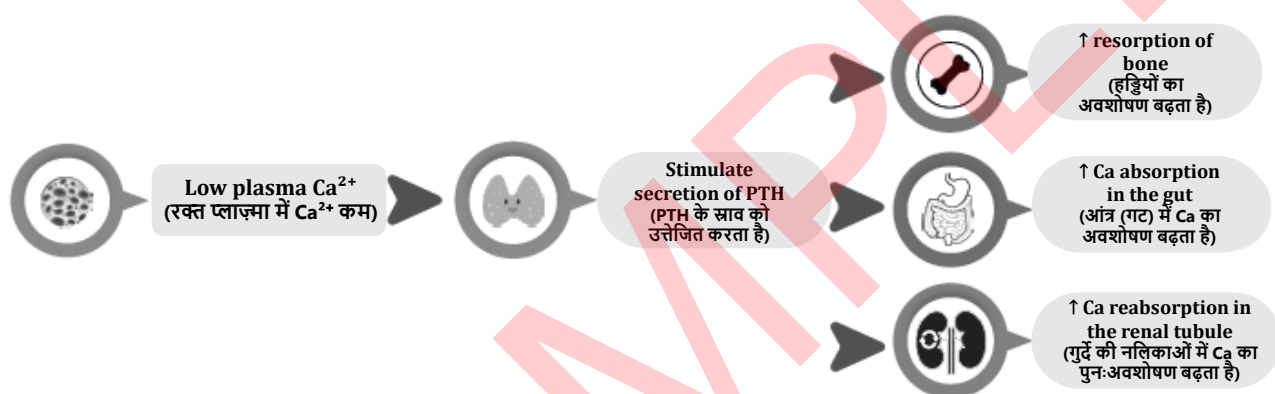 Low plasma Ca²⁺
(रक्त प्लाज़्मा में Ca²⁺ कम)
Stimulate
secretion of PTH
(PTH के स्राव को
उत्तेजित करता है)
↑ resorption of
bone
(हड्डियों का
अवशोषण बढ़ता है)
↑ Ca absorption
in the gut
(आंत्र (गट) में Ca का
अवशोषण बढ़ता है)
↑ Ca reabsorption in
the renal tubule
(गुर्दे की नलिकाओं में Ca का
पुनःअवशोषण बढ़ता है)
MPL